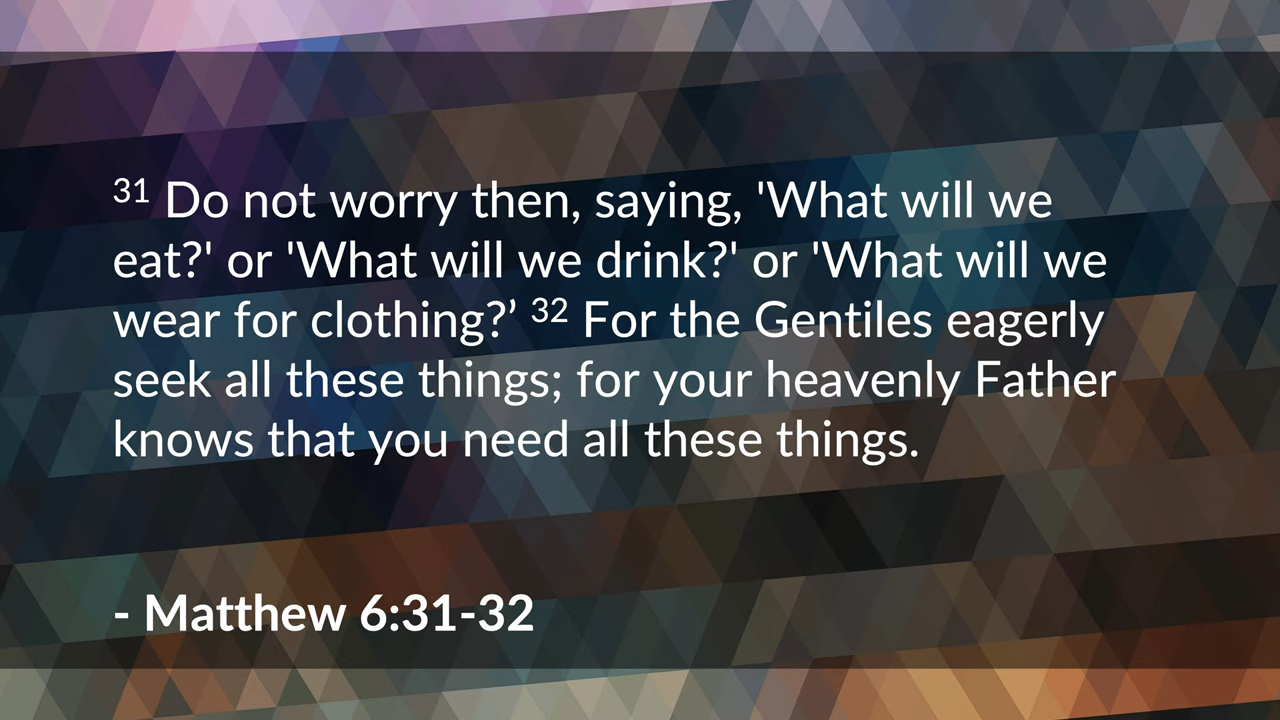 31 Do not worry then, saying, 'What will we
eat?' or 'What will we drink?' or 'What will we
wear for clothing?’ 32 For the Gentiles eagerly
seek all these things; for your heavenly Father
knows that you need all these things.
- Matthew 6:31-32